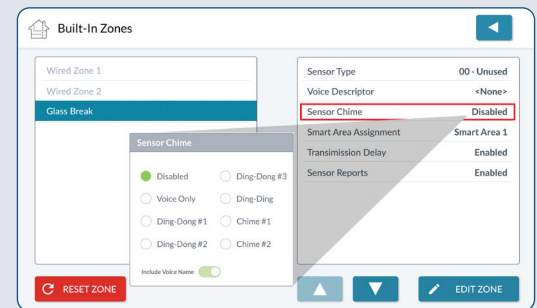 Built-In Zones
Wired Zone 1
Wired Zone 2
Glass Break
Sensor Type 00 - Unused
Voice Descriptor <None>
Sensor Chime Disabled
Smart Area Assignment Smart Area 1
Transimission Delay Enabled
Sensor Reports Enabled
Sensor Chime
Disabled Ding-Dong #3
Voice Only Ding-Ding
Ding-Dong #1 Chime #1
Ding-Dong #2 Chime #2
Include Voice Name
RESET ZONE
EDIT ZONE